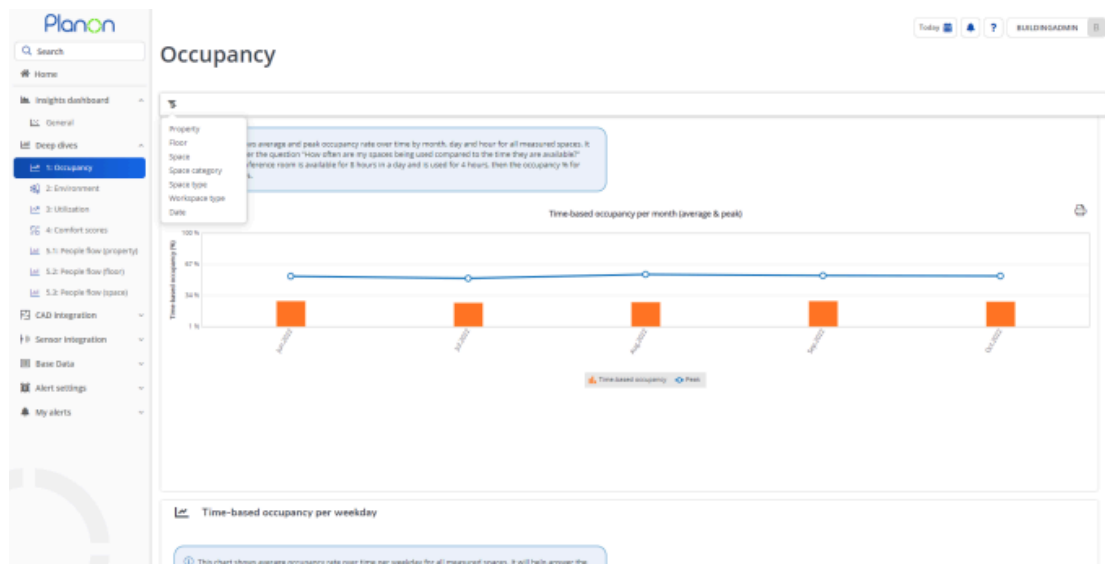 Planon
Search
Home
Insights dashboard
General
Deep dives
1: Occupancy
2: Environment
3: Utilization
4: Comfort scores
5.1: People flow (property)
5.2: People flow (floor)
5.3: People flow (space)
CAD Integration
Sensor Integration
Base Data
Alert settings
My alerts
Today
?
BUILDINGADMIN
B
Occupancy
Property
Floor
Space
Space category
Space type
Workspace type
Date
average and peak occupancy rate over time by month, day and hour for all measured spaces. It
the question "How often are my spaces being used compared to the time they are available?"
room is available for 8 hours in a day and is used for 4 hours, then the occupancy % for
Time-based occupancy per month (average & peak)
Time-based occupancy (%)
100 %
67 %
34 %
1 %
Jun,2022
Jul,2022
Aug,2022
Sep,2022
Oct,2022
Time-based occupancy
Peak
Time-based occupancy per weekday
This chart shows average occupancy rate over time per weekday for all measured spaces. It will help answer the